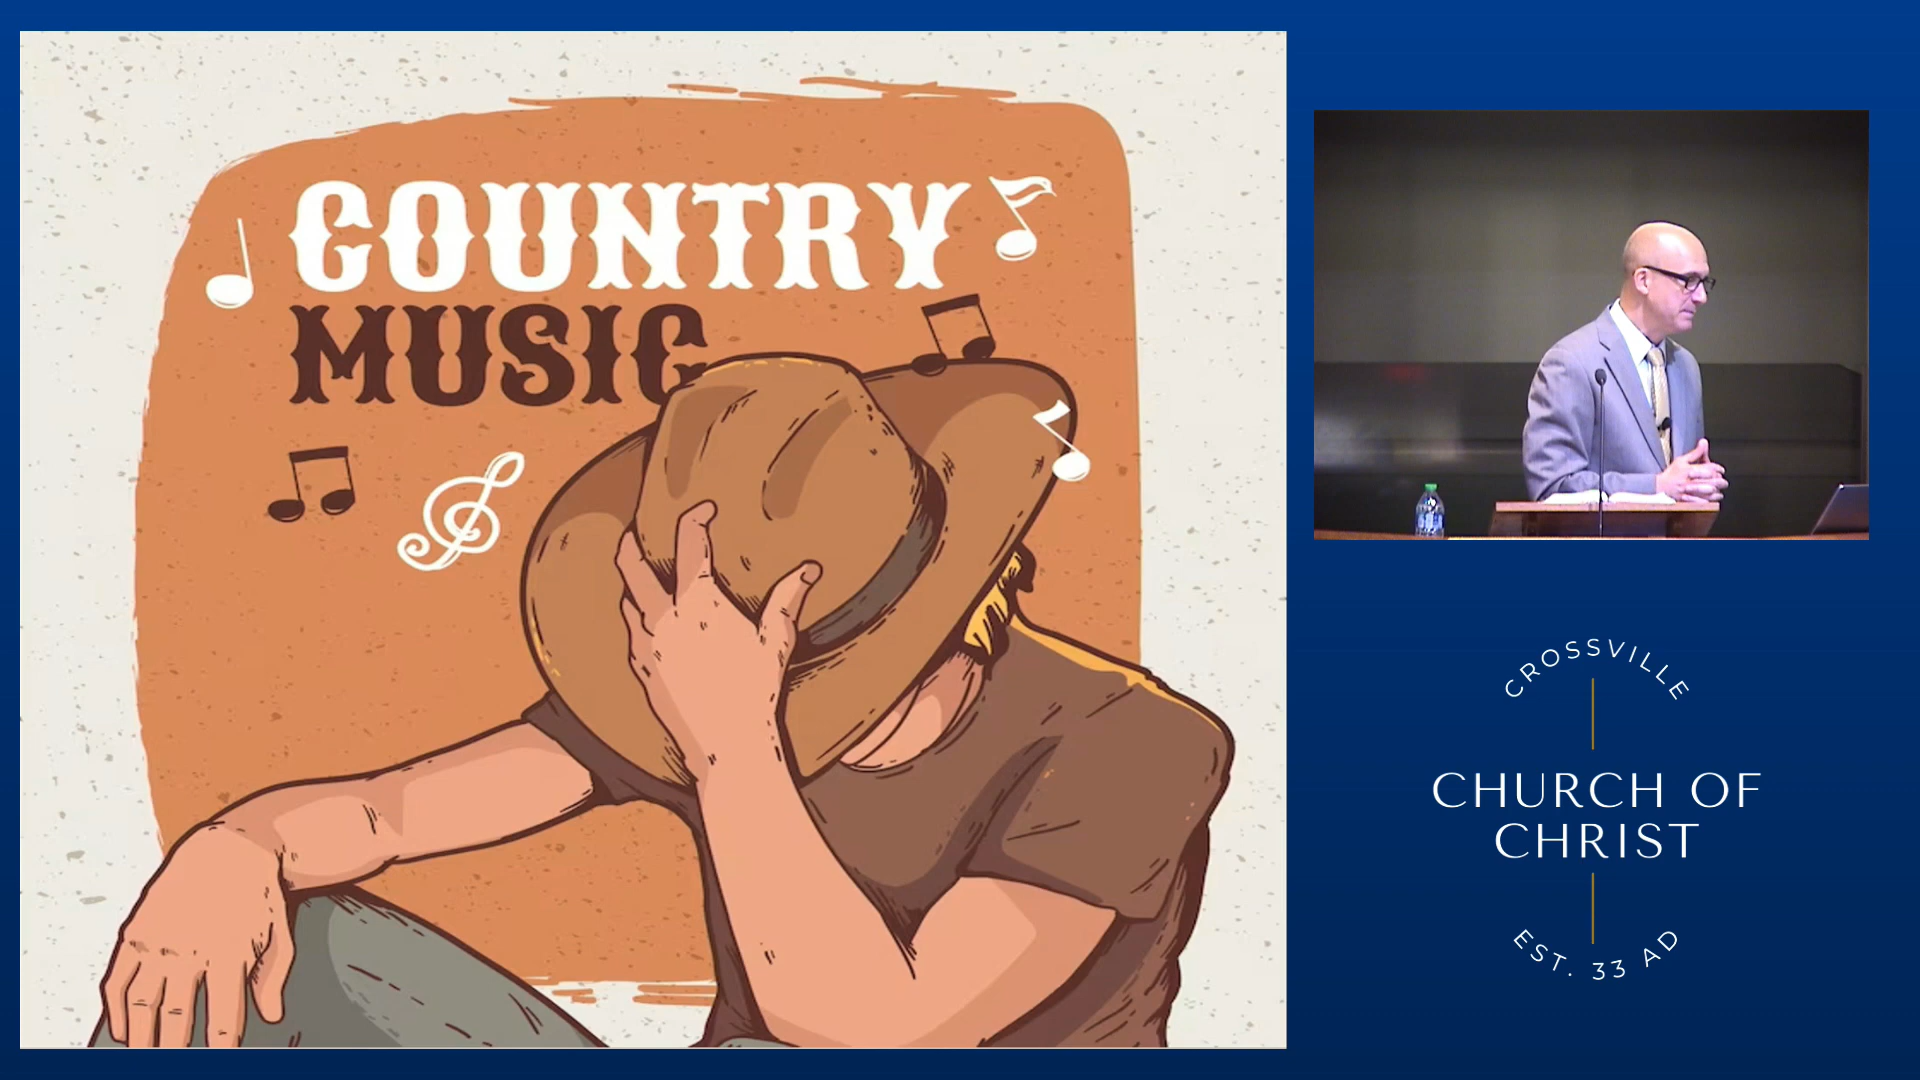 COUNTRY
MUSIC
CROSSVILLE
CHURCH OF
CHRIST
EST. 33 AD